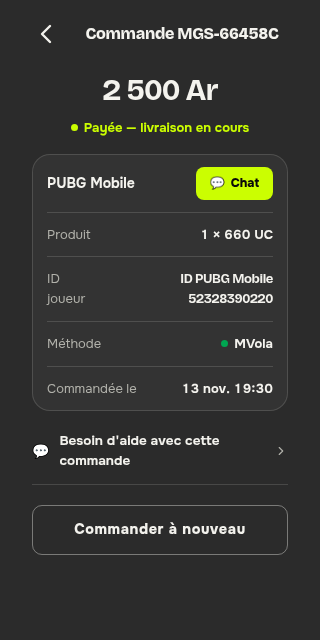 Commande MGS-66458C
2 500 Ar
Payée — livraison en cours
PUBG Mobile
Chat
Produit
1 × 660 UC
ID
joueur
ID PUBG Mobile
52328390220
Méthode
MVola
Commandée le
13 nov. 19:30
Besoin d'aide avec cette
commande
Commander à nouveau